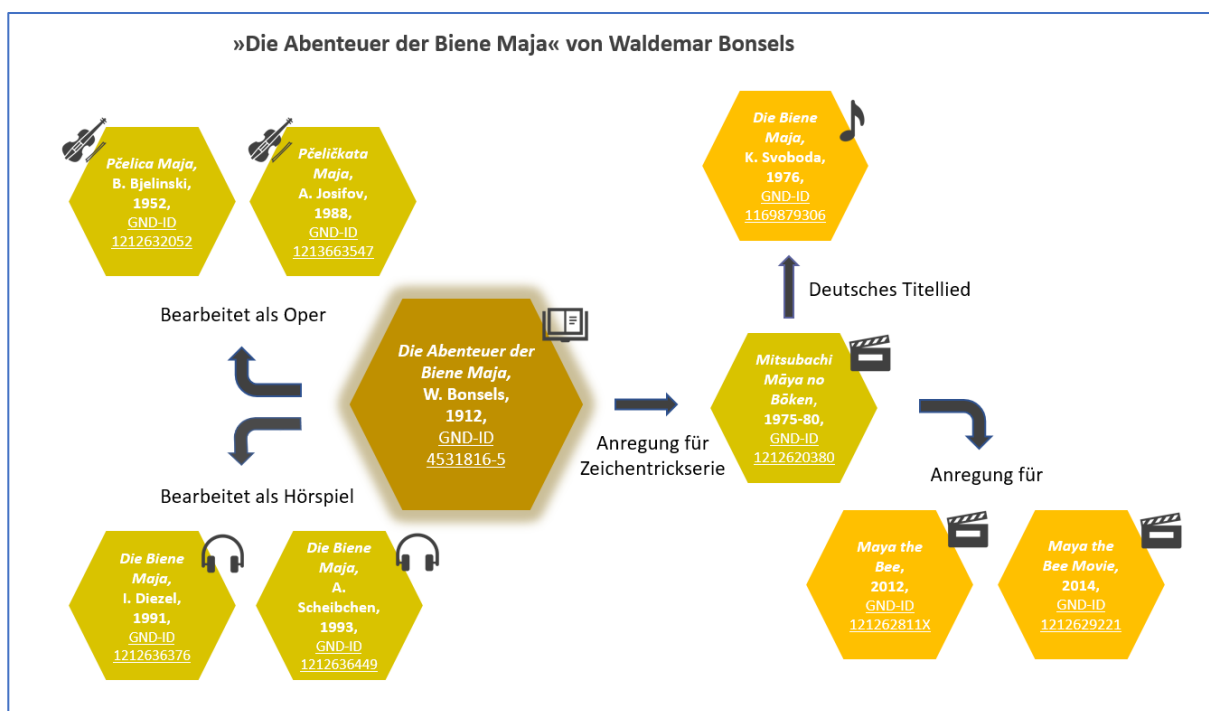 »Die Abenteuer der Biene Maja« von Waldemar Bonsels
Pčelica Maja,
B. Bjelinski,
1952,
GND-ID
1212632052
Pčeličkata
Maja,
A. Josifov,
1988,
GND-ID
1213663547
Bearbeitet als Oper
Die Abenteuer der
Biene Maja,
W. Bonsels,
1912,
GND-ID
4531816-5
Bearbeitet als Hörspiel
Die Biene
Maja,
I. Diezel,
1991,
GND-ID
1212636376
Die Biene
Maja,
A.
Scheibchen,
1993,
GND-ID
1212636449
Anregung für
Zeichentrickserie
Die Biene
Maja,
K. Svoboda,
1976,
GND-ID
1169879306
Deutsches Titellied
Mitsubachi
Māya no
Bōken,
1975-80,
GND-ID
1212620380
Anregung für
Maya the
Bee,
2012,
GND-ID
121262811X
Maya the
Bee Movie,
2014,
GND-ID
1212629221